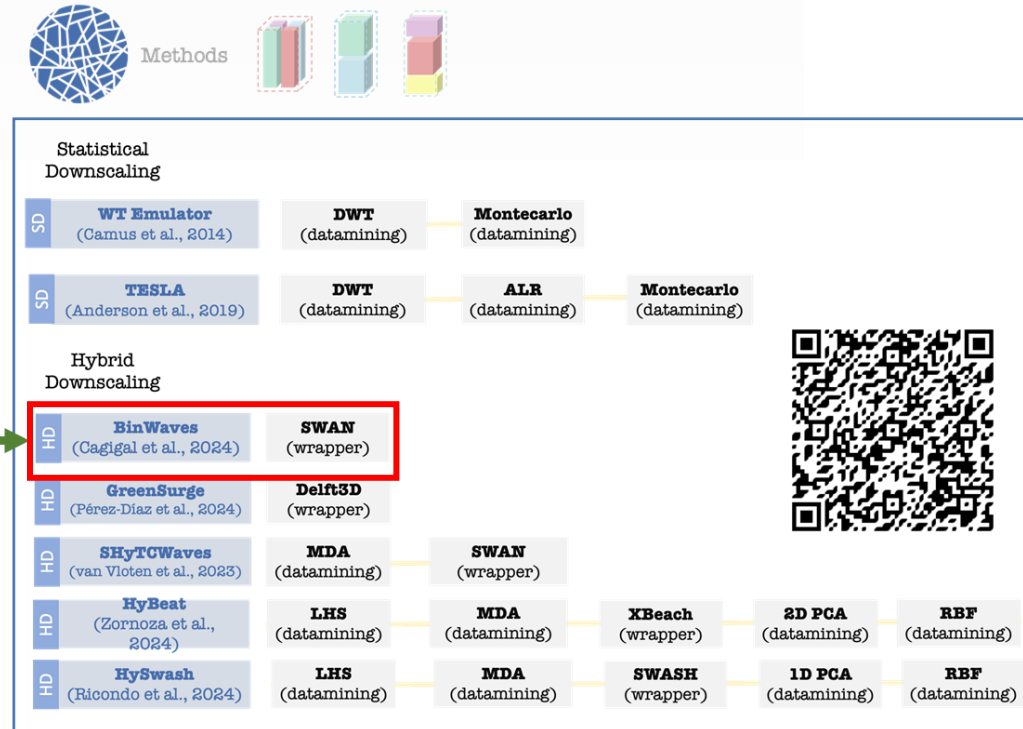 Methods
Statistical
Downscaling
SD
WT Emulator
(Camus et al., 2014)
DWT
(datamining)
Montecarlo
(datamining)
SD
TESLA
(Anderson et al., 2019)
DWT
(datamining)
ALR
(datamining)
Montecarlo
(datamining)
Hybrid
Downscaling
HD
BinWaves
(Cagigal et al., 2024)
SWAN
(wrapper)
HD
GreenSurge
(Pérez-Díaz et al., 2024)
Delft3D
(wrapper)
HD
SHyTCWaves
(van Vloten et al., 2023)
MDA
(datamining)
SWAN
(wrapper)
HD
HyBeat
(Zornoza et al.,
2024)
LHS
(datamining)
MDA
(datamining)
XBeach
(wrapper)
2D PCA
(datamining)
RBF
(datamining)
HD
HySwash
(Ricondo et al., 2024)
LHS
(datamining)
MDA
(datamining)
SWASH
(wrapper)
1D PCA
(datamining)
RBF
(datamining)